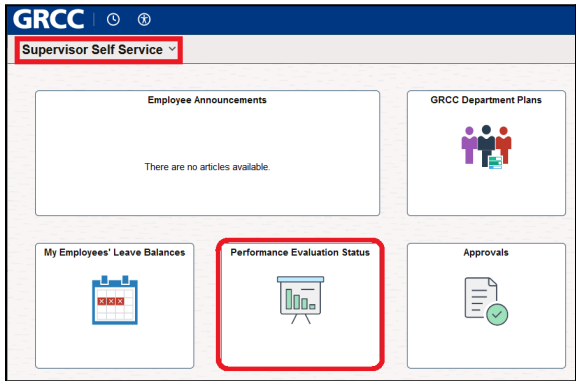 GRCC
Supervisor Self Service
Employee Announcements
GRCC Department Plans
There are no articles available.
My Employees' Leave Balances
Performance Evaluation Status
Approvals